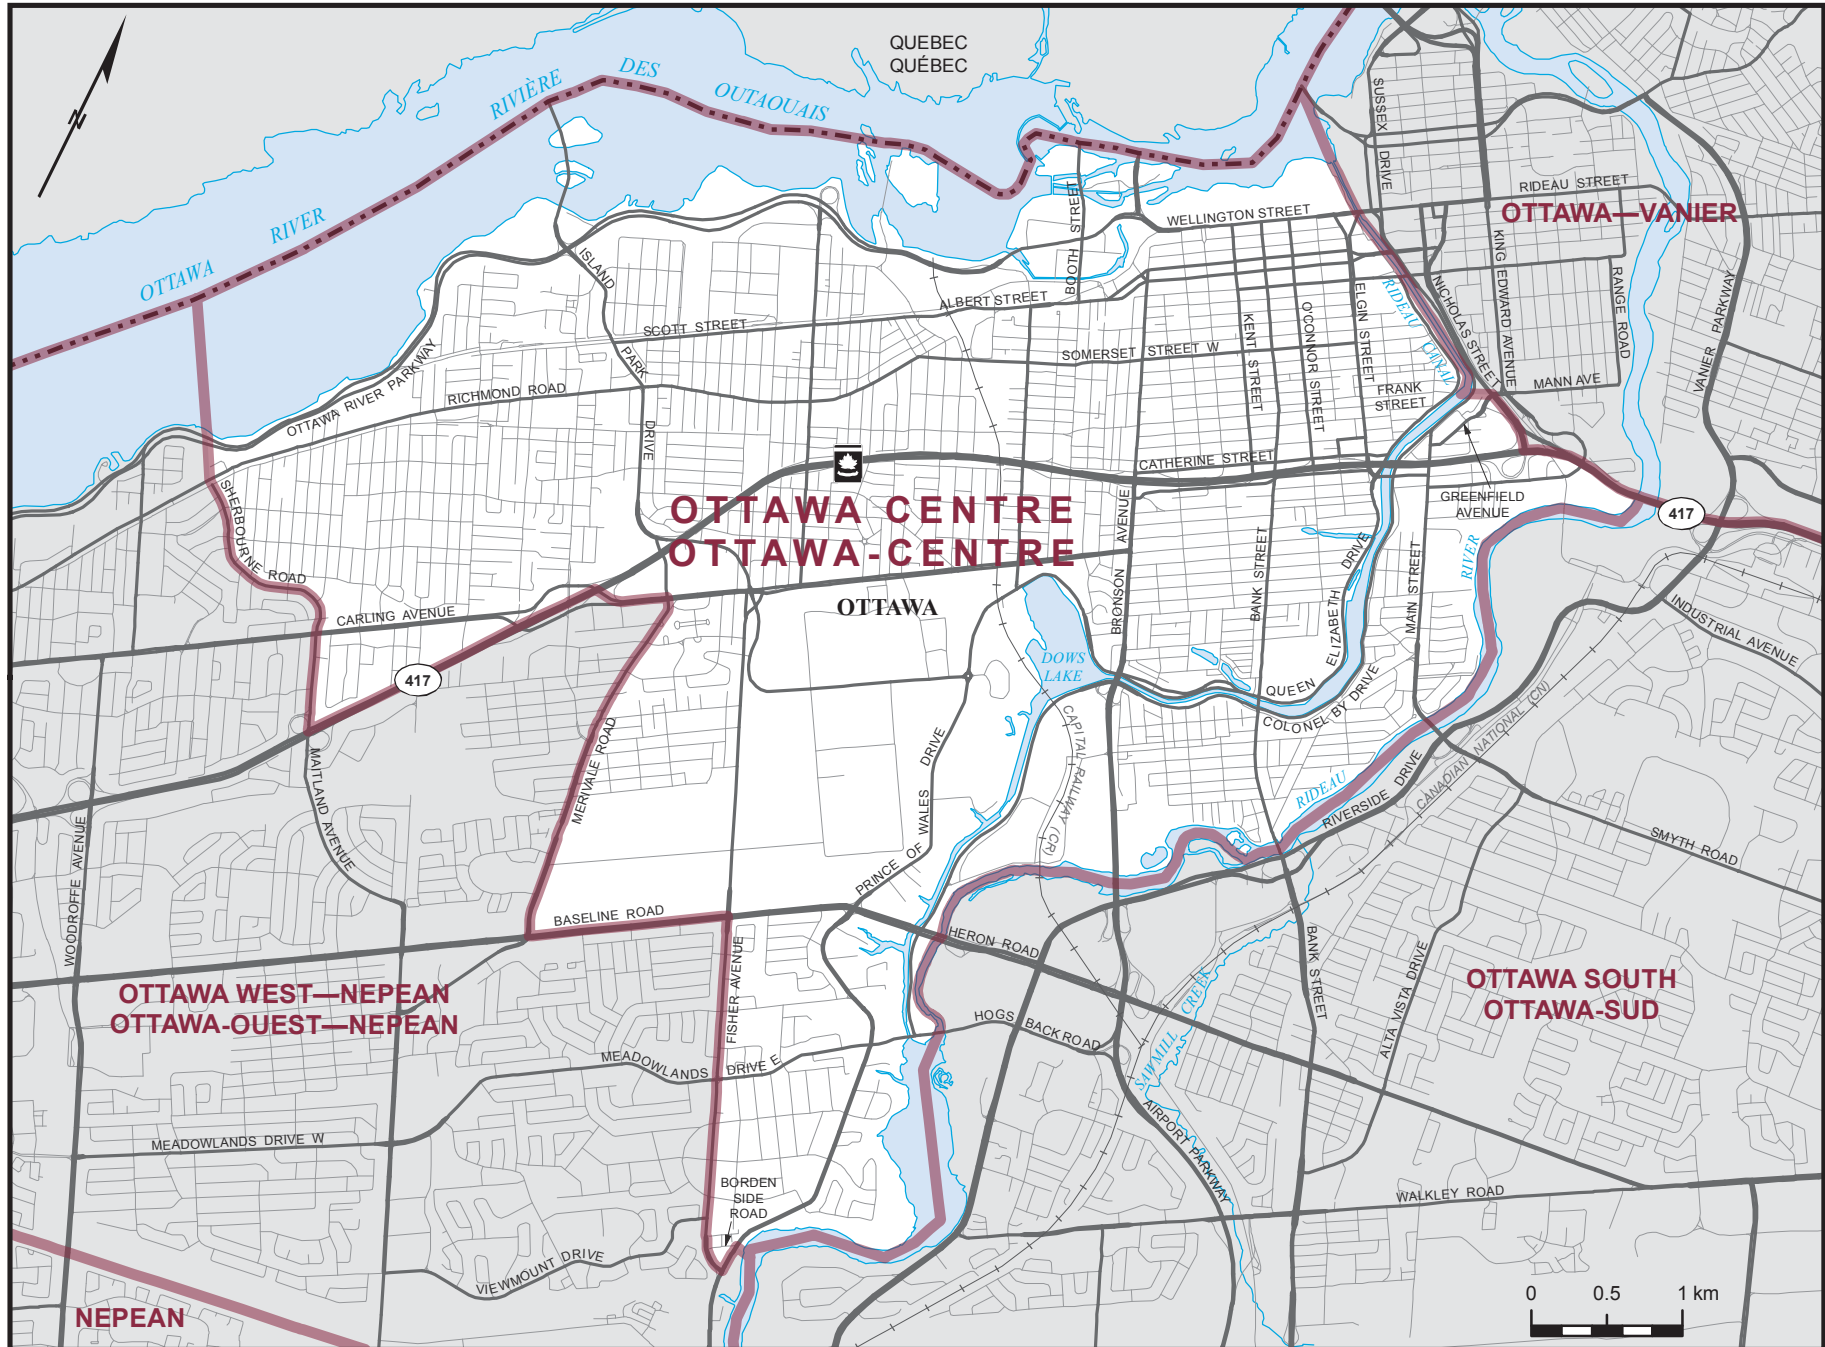 QUEBEC
QUÉBEC
N
OTTAWA RIVER
RIVIÈRE DES OUTAOUAIS
SUSSEX DRIVE
RIDEAU STREET
OTTAWA—VANIER
WELLINGTON STREET
BOOTH STREET
ISLAND PARK DRIVE
ALBERT STREET
SCOTT STREET
SOMERSET STREET W
KENT STREET
O'CONNOR STREET
ELGIN STREET
RIDEAU CANAL
NICHOLAS STREET
KING EDWARD AVENUE
RANGE ROAD
VANIER PARKWAY
MANN AVE
FRANK
STREET
OTTAWA RIVER PARKWAY
RICHMOND ROAD
CATHERINE STREET
GREENFIELD
AVENUE
417
OTTAWA CENTRE
OTTAWA-CENTRE
OTTAWA
SHERBOURNE ROAD
CARLING AVENUE
417
BRONSON AVENUE
BANK STREET
QUEEN ELIZABETH DRIVE
COLONEL BY DRIVE
MAIN STREET
RIDEAU RIVER
INDUSTRIAL AVENUE
DOWS
LAKE
CAPITAL RAILWAY (CR)
CANADIAN NATIONAL (CN)
MERIVALE ROAD
MAITLAND AVENUE
WOODROFFE AVENUE
PRINCE OF WALES DRIVE
RIVERSIDE DRIVE
SMYTH ROAD
BASELINE ROAD
HERON ROAD
FISHER AVENUE
BANK STREET
ALTA VISTA DRIVE
OTTAWA WEST—NEPEAN
OTTAWA-OUEST—NEPEAN
OTTAWA SOUTH
OTTAWA-SUD
HOGS BACK ROAD
SAWMILL CREEK
MEADOWLANDS DRIVE E
AIRPORT PARKWAY
MEADOWLANDS DRIVE W
BORDEN
SIDE
ROAD
WALKLEY ROAD
VIEWMOUNT DRIVE
NEPEAN
0 0.5 1 km